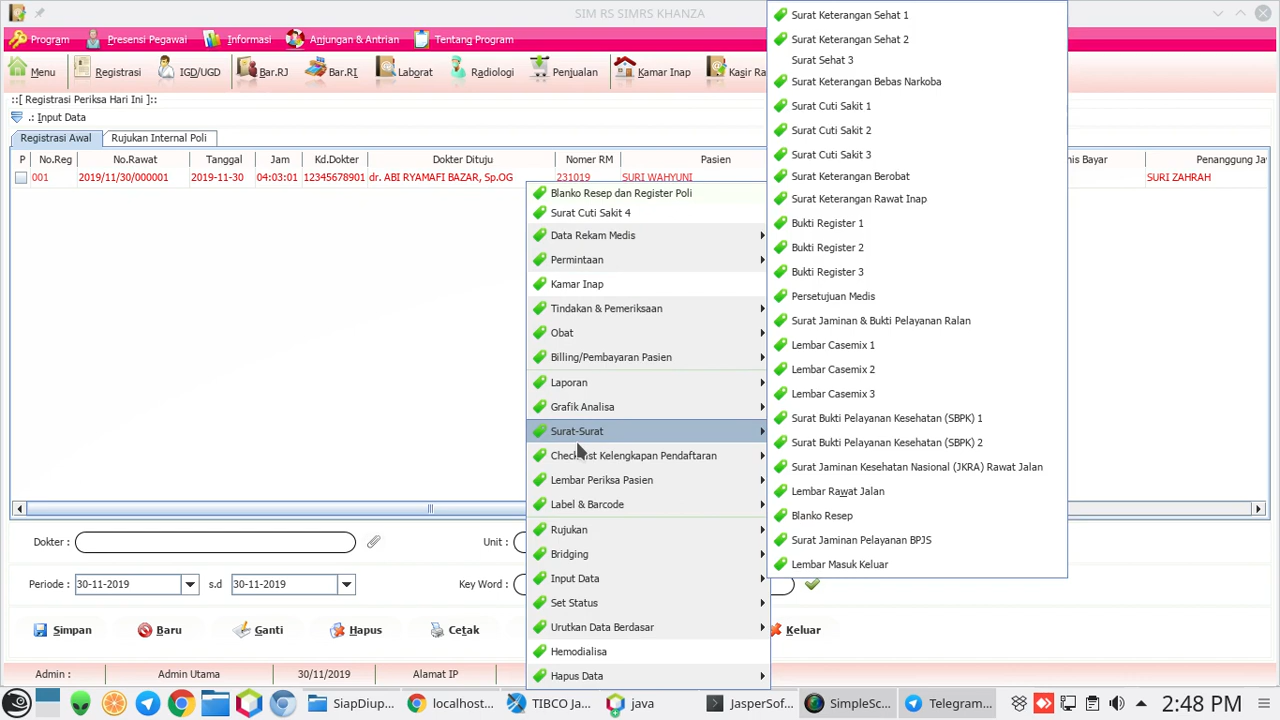 SIM RS SIMRS KHANZA
Program Presensi Pegawai Informasi Anjungan & Antrian Tentang Program
Menu Registrasi IGD/UGD Bar.RJ Bar.RI Laborat Radiologi Penjualan Kamar Inap Kasir Ra
::[ Registrasi Periksa Hari Ini ]::
.: Input Data
Registrasi Awal Rujukan Internal Poli
P No.Reg No.Rawat Tanggal Jam Kd.Dokter Dokter Dituju Nomer RM Pasien nis Bayar Penanggung Ja
001 2019/11/30/000001 2019-11-30 04:03:01 12345678901 dr. ABI RYAMAFI BAZAR, Sp.OG 231019 SURI WAHYUNI SURI ZAHRAH
Blanko Resep dan Register Poli
Surat Cuti Sakit 4
Data Rekam Medis
Permintaan
Kamar Inap
Tindakan & Pemeriksaan
Obat
Billing/Pembayaran Pasien
Laporan
Grafik Analisa
Surat-Surat
Check List Kelengkapan Pendaftaran
Lembar Periksa Pasien
Label & Barcode
Rujukan
Bridging
Input Data
Set Status
Urutkan Data Berdasar
Hemodialisa
Hapus Data
Surat Keterangan Sehat 1
Surat Keterangan Sehat 2
Surat Sehat 3
Surat Keterangan Bebas Narkoba
Surat Cuti Sakit 1
Surat Cuti Sakit 2
Surat Cuti Sakit 3
Surat Keterangan Berobat
Surat Keterangan Rawat Inap
Bukti Register 1
Bukti Register 2
Bukti Register 3
Persetujuan Medis
Surat Jaminan & Bukti Pelayanan Ralan
Lembar Casemix 1
Lembar Casemix 2
Lembar Casemix 3
Surat Bukti Pelayanan Kesehatan (SBPK) 1
Surat Bukti Pelayanan Kesehatan (SBPK) 2
Surat Jaminan Kesehatan Nasional (JKRA) Rawat Jalan
Lembar Rawat Jalan
Blanko Resep
Surat Jaminan Pelayanan BPJS
Lembar Masuk Keluar
Dokter : Unit :
Periode : 30-11-2019 s.d 30-11-2019 Key Word :
Simpan Baru Ganti Hapus Cetak Keluar
Admin : Admin Utama 30/11/2019 Alamat IP
SiapDiup... localhost... TIBCO Ja... java JasperSof... SimpleSc... Telegram... 2:48 PM